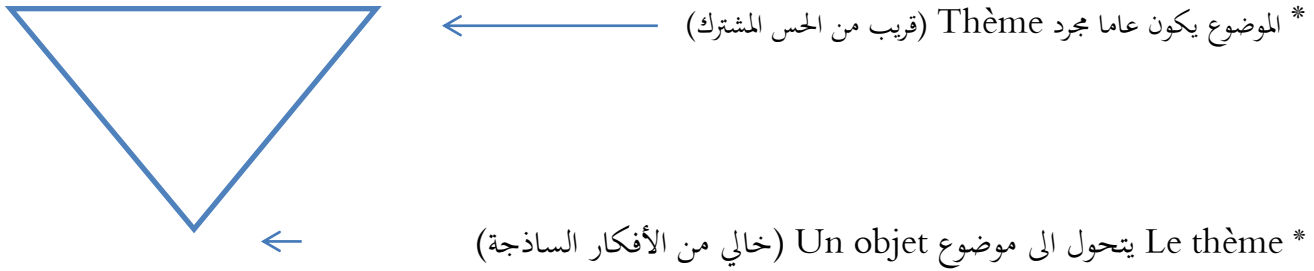 * الموضوع يكون عاما مجرد Thème (قريب من الحس المشترك)
* Le thème يتحول الى موضوع Un objet (خالي من الأفكار الساذجة)